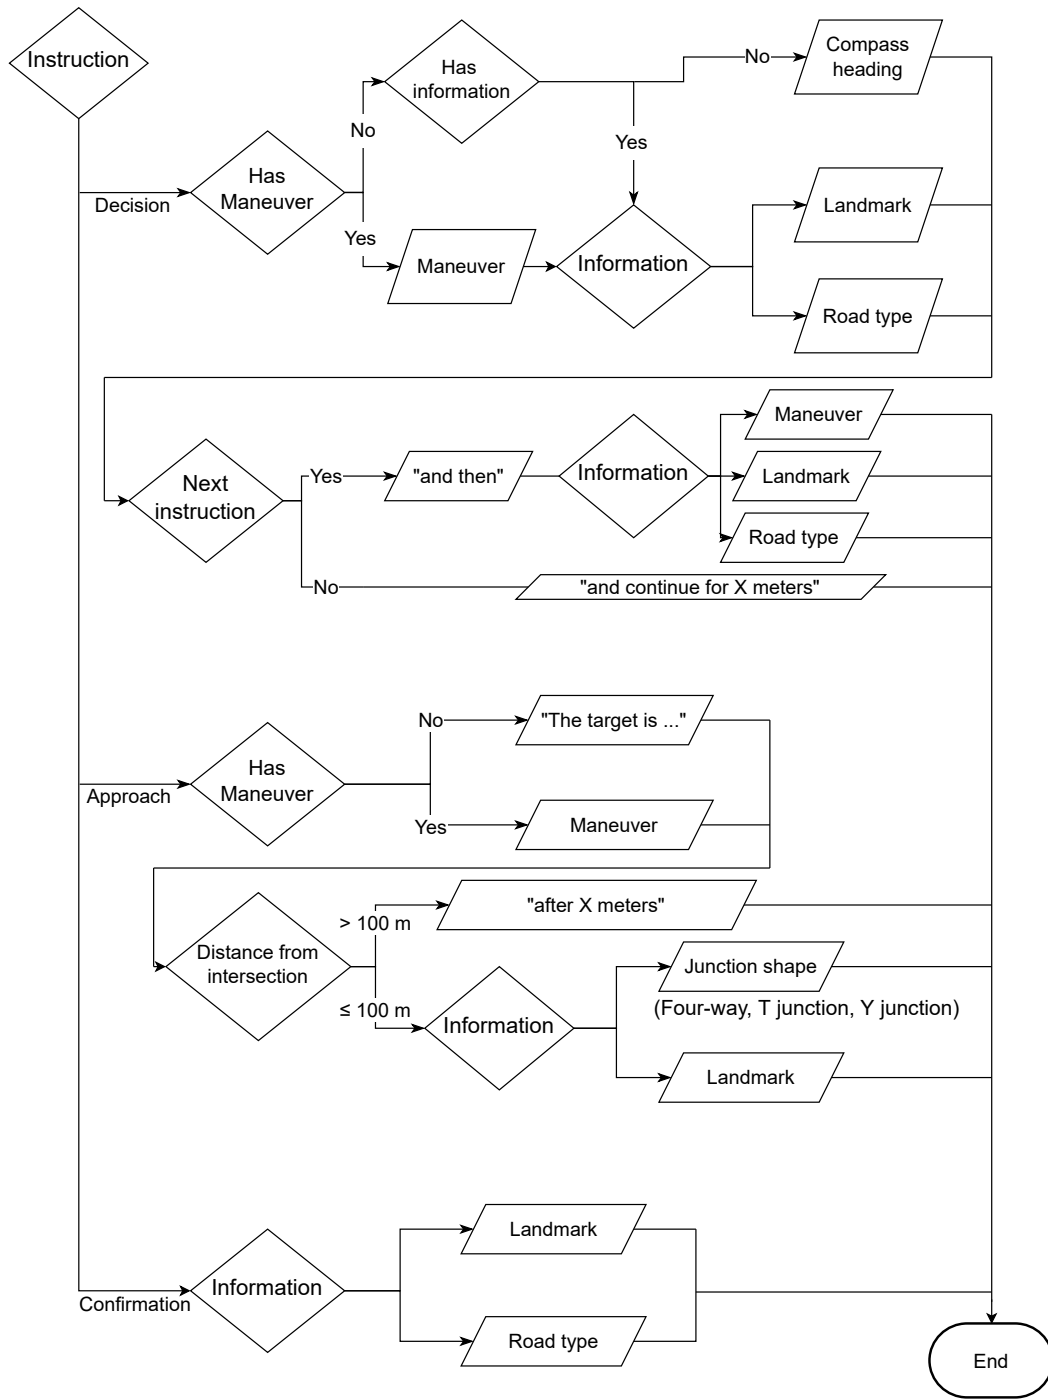 Instruction
Has
information
No
Compass
heading
No
Yes
Has
Maneuver
Decision
Landmark
Yes
Maneuver
Information
Road type
Maneuver
Next
instruction
Yes
"and then"
Information
Landmark
Road type
No
"and continue for X meters"
No
"The target is ..."
Has
Maneuver
Approach
Yes
Maneuver
> 100 m
"after X meters"
Distance from
intersection
≤ 100 m
Information
Junction shape
(Four-way, T junction, Y junction)
Landmark
Landmark
Information
Confirmation
Road type
End